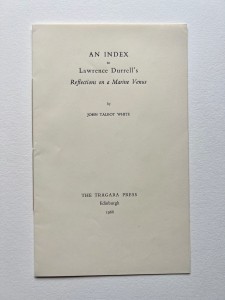 AN INDEX
to
Lawrence Durrell's
Reflections on a Marine Venus
by
JOHN TALBOT WHITE
THE TRAGARA PRESS
Edinburgh